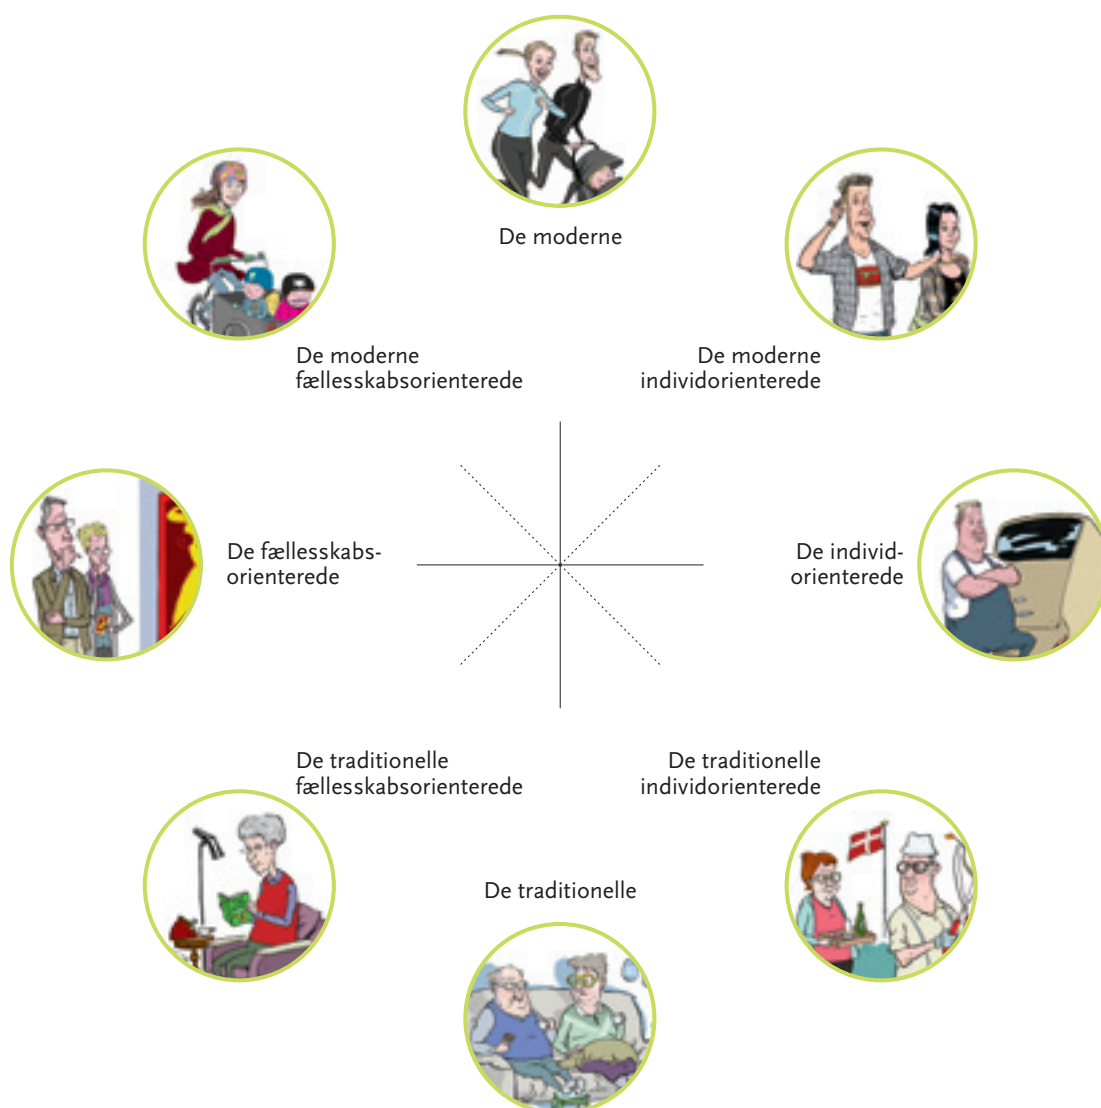 De moderne
De moderne
fællesskabsorienterede
De moderne
individorienterede
De fællesskabs-
orienterede
De individ-
orienterede
De traditionelle
fællesskabsorienterede
De traditionelle
individorienterede
De traditionelle